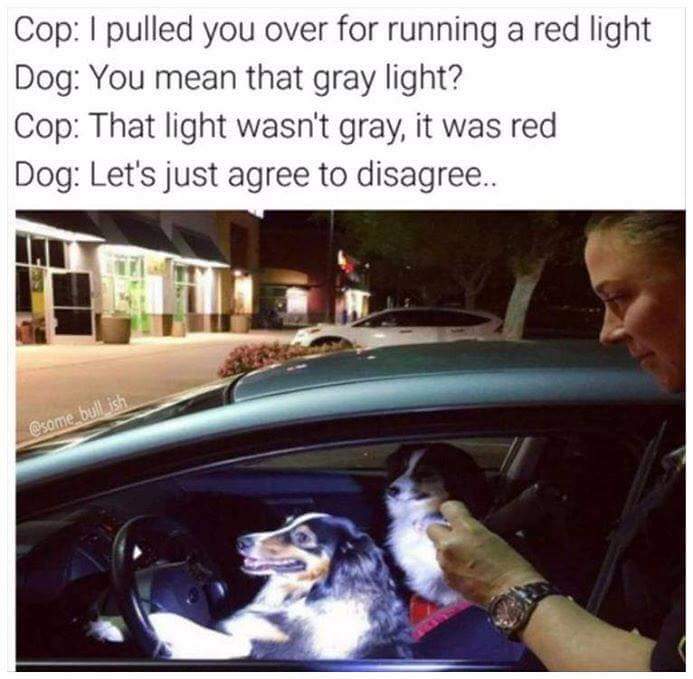 Cop: I pulled you over for running a red light
Dog: You mean that gray light?
Cop: That light wasn't gray, it was red
Dog: Let's just agree to disagree..
@some_bull_ish